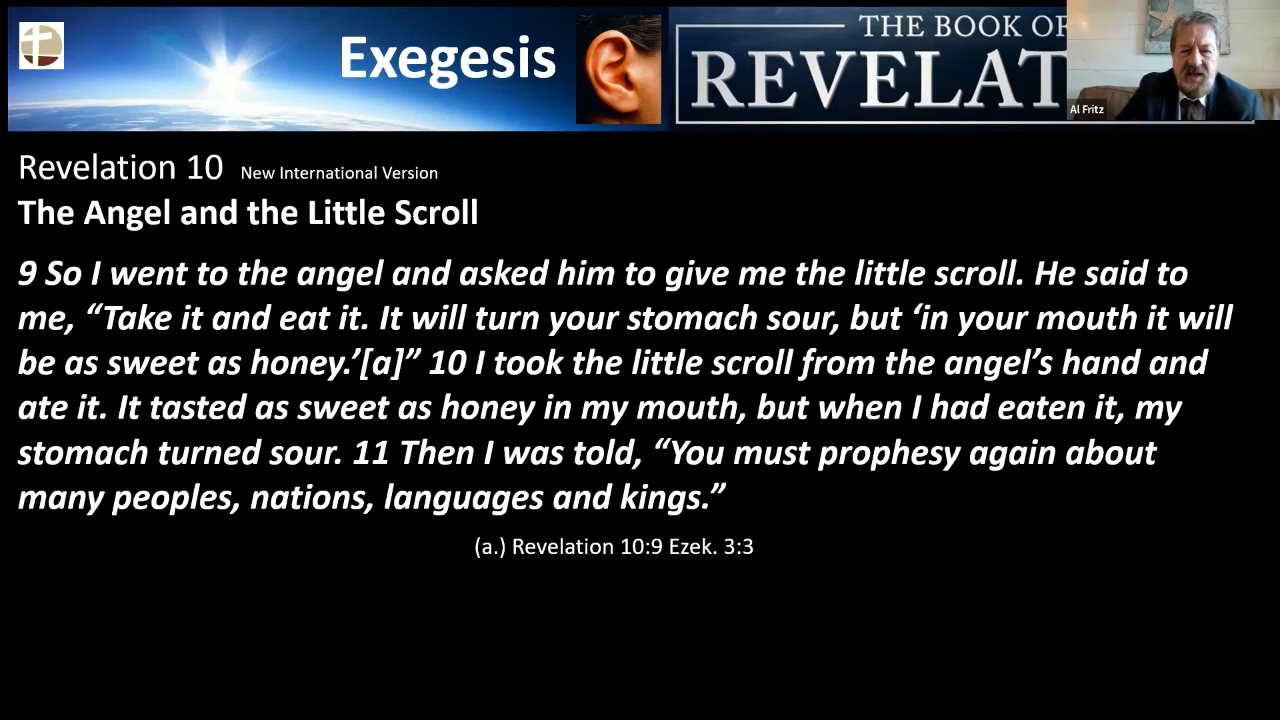 Exegesis
THE BOOK OF
REVELAT
Al Fritz
Revelation 10 New International Version
The Angel and the Little Scroll
9 So I went to the angel and asked him to give me the little scroll. He said to
me, “Take it and eat it. It will turn your stomach sour, but ‘in your mouth it will
be as sweet as honey.’[a]” 10 I took the little scroll from the angel’s hand and
ate it. It tasted as sweet as honey in my mouth, but when I had eaten it, my
stomach turned sour. 11 Then I was told, “You must prophesy again about
many peoples, nations, languages and kings.”
(a.) Revelation 10:9 Ezek. 3:3